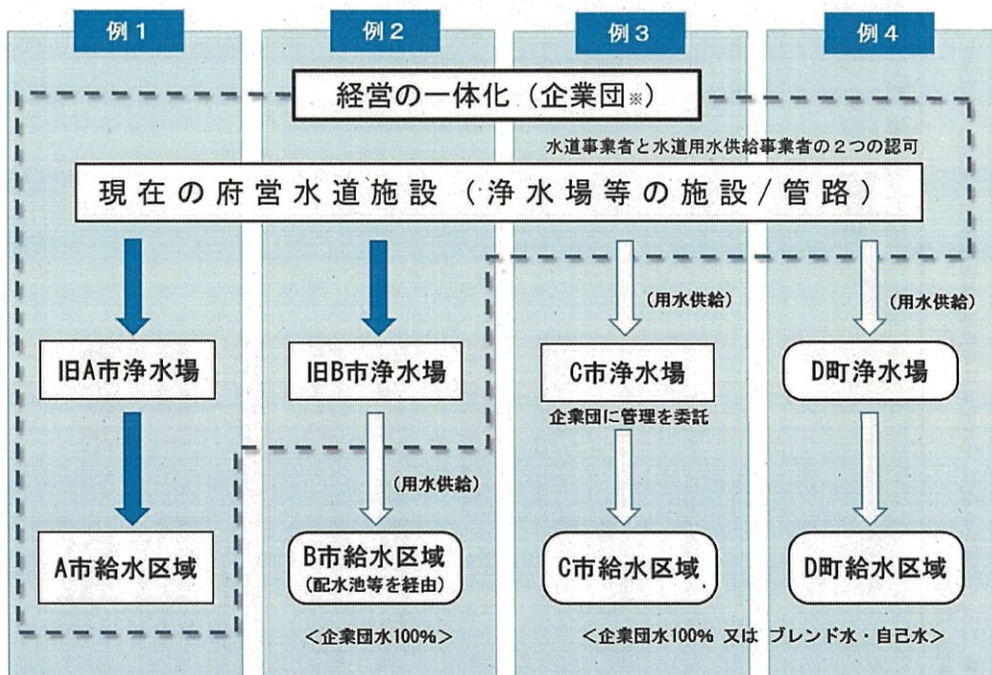 例1
例2
例3
例4
経営の一体化（企業団※）
水道事業者と水道用水供給事業者の２つの認可
現在の府営水道施設（浄水場等の施設/管路）
(用水供給)
(用水供給)
旧A市浄水場
旧B市浄水場
C市浄水場
D町浄水場
企業団に管理を委託
(用水供給)
A市給水区域
B市給水区域
(配水池等を経由)
C市給水区域
D町給水区域
＜企業団水100%＞
＜企業団水100% 又は ブレンド水・自己水＞